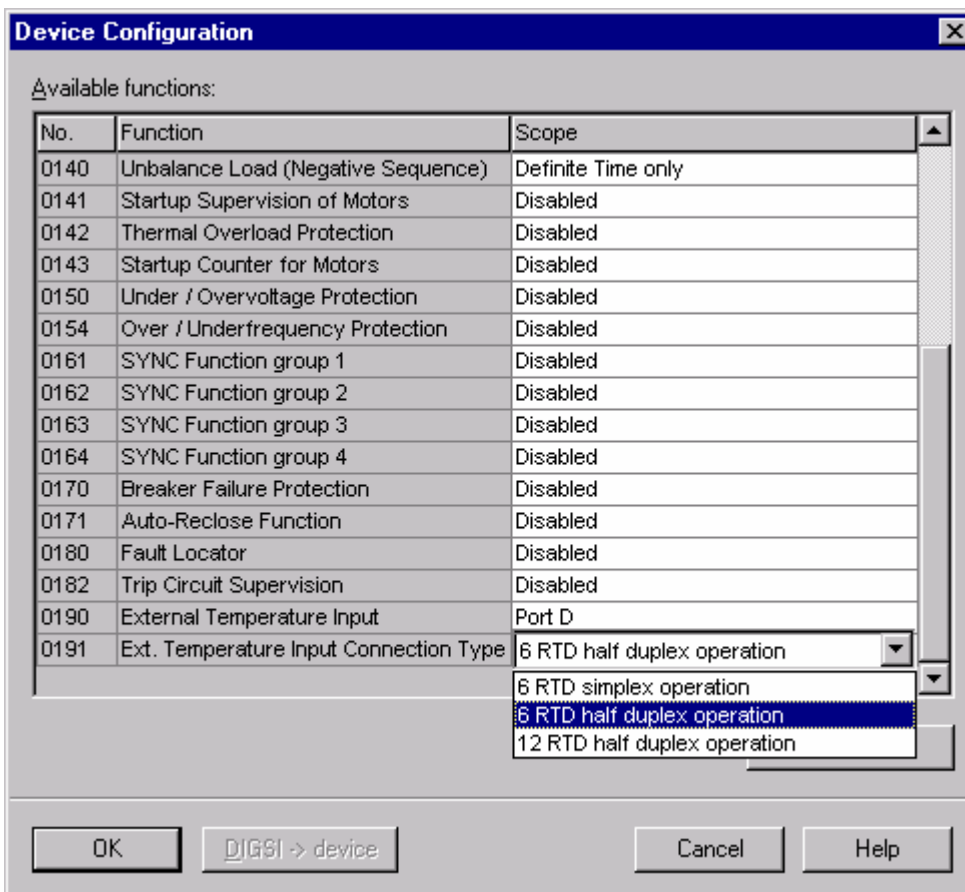 Device Configuration
Available functions:
No. Function Scope
0140 Unbalance Load (Negative Sequence) Definite Time only
0141 Startup Supervision of Motors Disabled
0142 Thermal Overload Protection Disabled
0143 Startup Counter for Motors Disabled
0150 Under / Overvoltage Protection Disabled
0154 Over / Underfrequency Protection Disabled
0161 SYNC Function group 1 Disabled
0162 SYNC Function group 2 Disabled
0163 SYNC Function group 3 Disabled
0164 SYNC Function group 4 Disabled
0170 Breaker Failure Protection Disabled
0171 Auto-Reclose Function Disabled
0180 Fault Locator Disabled
0182 Trip Circuit Supervision Disabled
0190 External Temperature Input Port D
0191 Ext. Temperature Input Connection Type 6 RTD half duplex operation
6 RTD simplex operation
6 RTD half duplex operation
12 RTD half duplex operation
OK DIGSI -> device Cancel Help